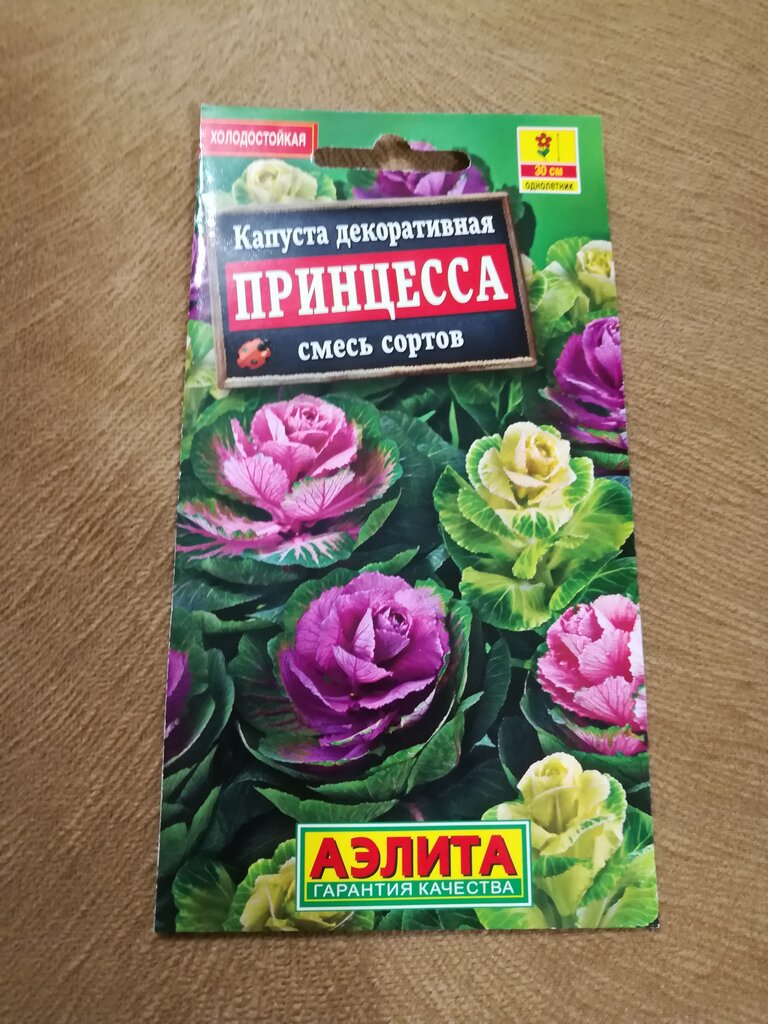 ХОЛОДОСТОЙКАЯ
30 см
однолетник
Капуста декоративная
ПРИНЦЕССА
смесь сортов
АЭЛИТА
ГАРАНТИЯ КАЧЕСТВА